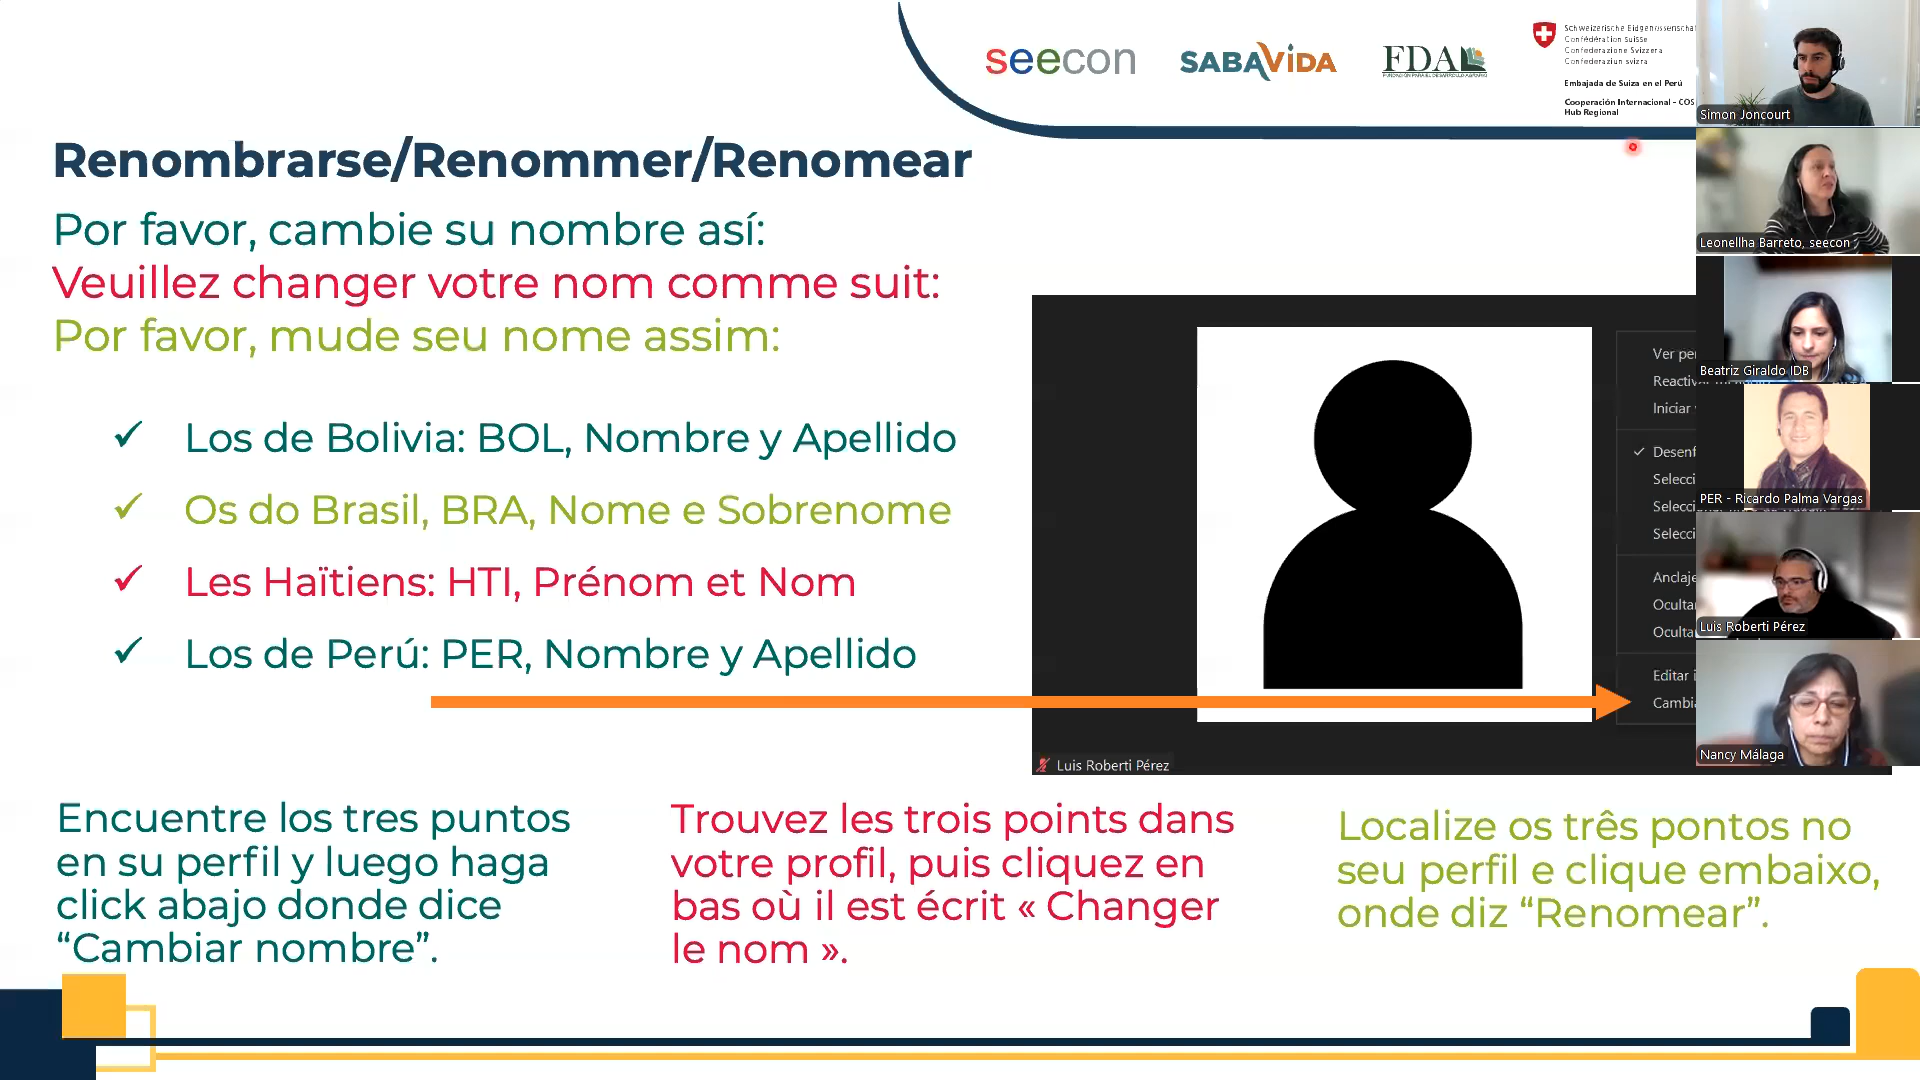 seecon
SABAVIDA
FDA
FUNDACIÓN PARA EL DESARROLLO AGRARIO
Schweizerische Eidgenossenscha
Confédération suisse
Confederazione Svizzera
Confederaziun svizra
Embajada de Suiza en el Perú
Cooperación Internacional - COS
Hub Regional
Renombrarse/Renommer/Renomear
Por favor, cambie su nombre así:
Veuillez changer votre nom comme suit:
Por favor, mude seu nome assim:
✓ Los de Bolivia: BOL, Nombre y Apellido
✓ Os do Brasil, BRA, Nome e Sobrenome
✓ Les Haïtiens: HTI, Prénom et Nom
✓ Los de Perú: PER, Nombre y Apellido
Ver pe
Reactiv
Iniciar
✓ Desenf
Selecci
Selecci
Selecci
Anclaje
Oculta
Oculta
Editar i
Cambia
Luis Roberti Pérez
Encuentre los tres puntos
en su perfil y luego haga
click abajo donde dice
“Cambiar nombre”.
Trouvez les trois points dans
votre profil, puis cliquez en
bas où il est écrit « Changer
le nom ».
Localize os três pontos no
seu perfil e clique embaixo,
onde diz “Renomear”.
Simon Joncourt
Leonellha Barreto, seecon
Beatriz Giraldo IDB
PER - Ricardo Palma Vargas
Luis Roberti Pérez
Nancy Málaga